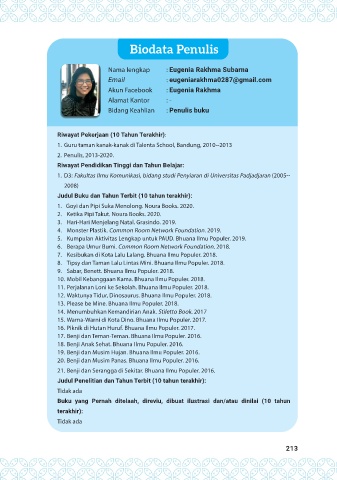 Biodata Penulis
Nama lengkap : Eugenia Rakhma Subarna
Email : eugeniarakhma0287@gmail.com
Akun Facebook : Eugenia Rakhma
Alamat Kantor : -
Bidang Keahlian : Penulis buku
Riwayat Pekerjaan (10 Tahun Terakhir):
1. Guru taman kanak-kanak di Talenta School, Bandung, 2010–2013
2. Penulis, 2013-2020.
Riwayat Pendidikan Tinggi dan Tahun Belajar:
1. D3: Fakultas Ilmu Komunikasi, bidang studi Penyiaran di Universitas Padjadjaran (2005–
2008)
Judul Buku dan Tahun Terbit (10 tahun terakhir):
1. Goyi dan Pipi Suka Menolong. Noura Books. 2020.
2. Ketika Pipi Takut. Noura Books. 2020.
3. Hari-Hari Menjelang Natal. Grasindo. 2019.
4. Monster Plastik. Common Room Network Foundation. 2019.
5. Kumpulan Aktivitas Lengkap untuk PAUD. Bhuana Ilmu Populer. 2019.
6. Berapa Umur Bumi. Common Room Network Foundation. 2018.
7. Kesibukan di Kota Lalu Lalang. Bhuana Ilmu Populer. 2018.
8. Tipsy dan Taman Lalu Lintas Mini. Bhuana Ilmu Populer. 2018.
9. Sabar, Benett. Bhuana Ilmu Populer. 2018.
10. Mobil Kebanggaan Kama. Bhuana Ilmu Populer. 2018.
11. Perjalanan Loni ke Sekolah. Bhuana Ilmu Populer. 2018.
12. Waktunya Tidur, Dinosaurus. Bhuana Ilmu Populer. 2018.
13. Please be Mine. Bhuana Ilmu Populer. 2018.
14. Menumbuhkan Kemandirian Anak. Stiletto Book. 2017
15. Warna-Warni di Kota Dino. Bhuana Ilmu Populer. 2017.
16. Piknik di Hutan Huruf. Bhuana Ilmu Populer. 2017.
17. Benji dan Teman-Teman. Bhuana Ilmu Populer. 2016.
18. Benji Anak Sehat. Bhuana Ilmu Populer. 2016.
19. Benji dan Musim Hujan. Bhuana Ilmu Populer. 2016.
20. Benji dan Musim Panas. Bhuana Ilmu Populer. 2016.
21. Benji dan Serangga di Sekitar. Bhuana Ilmu Populer. 2016.
Judul Penelitian dan Tahun Terbit (10 tahun terakhir):
Tidak ada
Buku yang Pernah ditelaah, direviu, dibuat ilustrasi dan/atau dinilai (10 tahun
terakhir):
Tidak ada
213